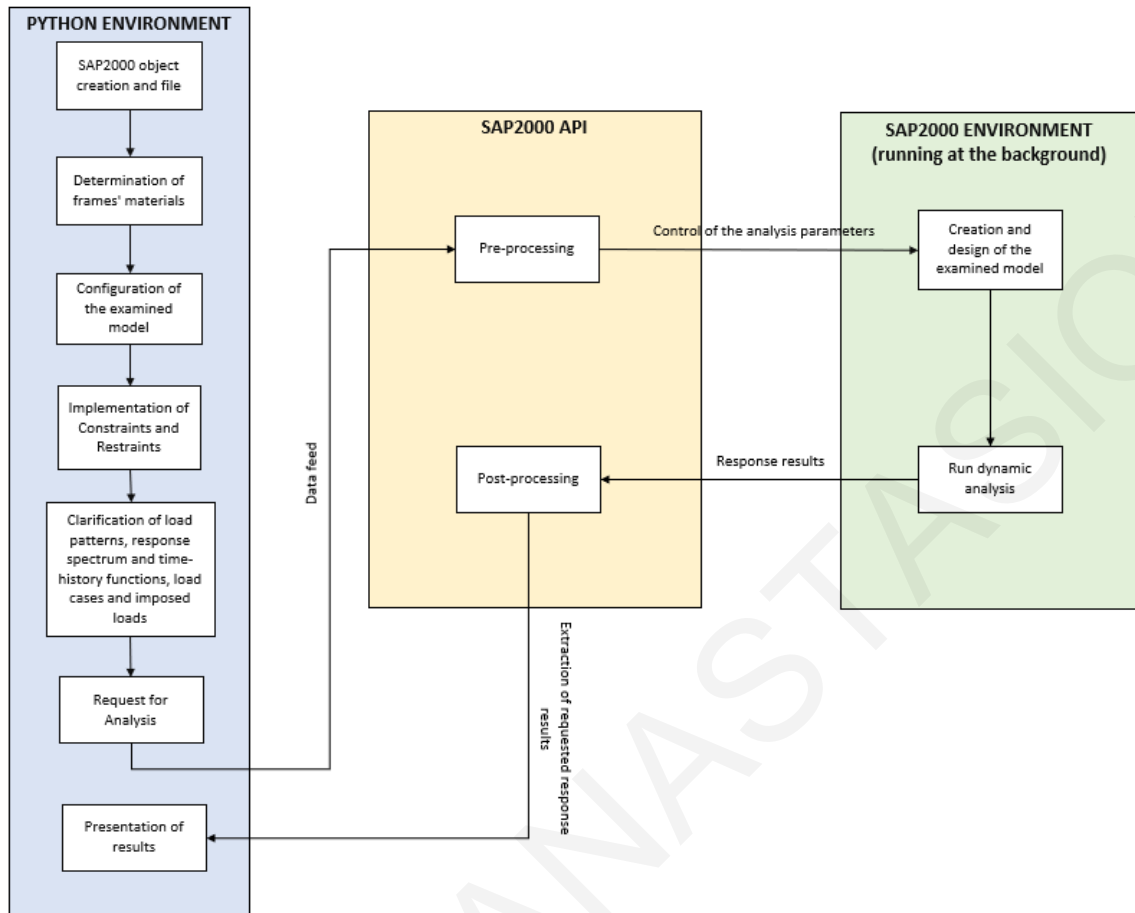 PYTHON ENVIRONMENT
SAP2000 object
creation and file
Determination of
frames' materials
Configuration of
the examined
model
Implementation of
Constraints and
Restraints
Clarification of load
patterns, response
spectrum and time-
history functions, load
cases and imposed
loads
Request for
Analysis
Presentation of
results
Data feed
SAP2000 API
Pre-processing
Control of the analysis parameters
Post-processing
Response results
Extraction of requested response
results
SAP2000 ENVIRONMENT
(running at the background)
Creation and
design of the
examined model
Run dynamic
analysis